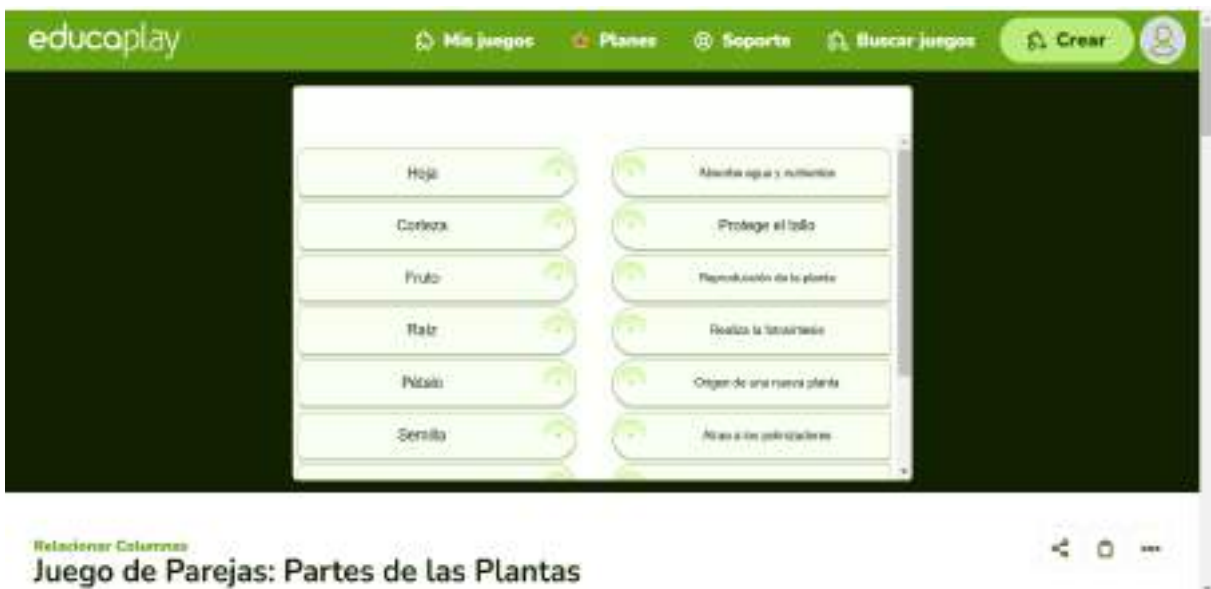 educaplay
Mis juegos
Planes
Soporte
Buscar juegos
Crear
Hoja
Absorbe agua y nutrientes
Corteza
Protege el tallo
Fruto
Reproducción de la planta
Raíz
Realiza la fotosíntesis
Pétalo
Origen de una nueva planta
Semilla
Atrae a los polinizadores
Relacionar Columnas
Juego de Parejas: Partes de las Plantas